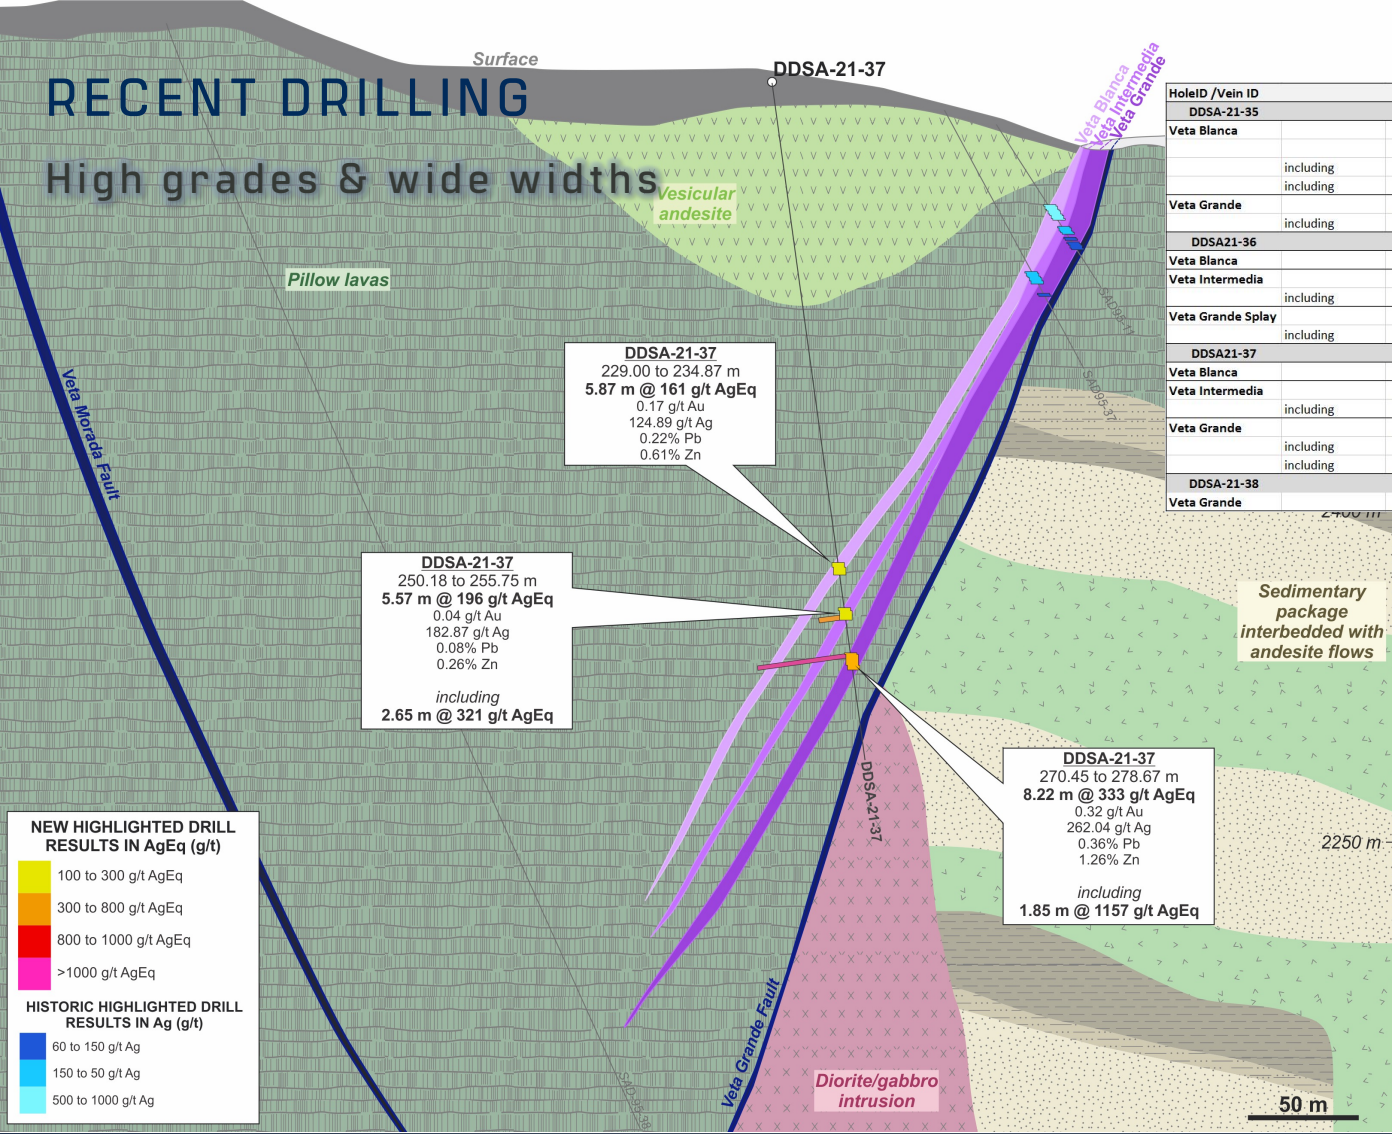 Surface
DDSA-21-37
RECENT DRILLING
High grades & wide widths
Veta Blanca
Veta Intermedia
Veta Grande
Vesicular
andesite
Pillow lavas
HoleID /Vein ID
DDSA-21-35
Veta Blanca
including
including
Veta Grande
including
DDSA21-36
Veta Blanca
Veta Intermedia
including
Veta Grande Splay
including
DDSA21-37
Veta Blanca
Veta Intermedia
including
Veta Grande
including
including
DDSA-21-38
Veta Grande
SAD95-11
SAD95-37
2400 m
Veta Morada Fault
DDSA-21-37
229.00 to 234.87 m
5.87 m @ 161 g/t AgEq
0.17 g/t Au
124.89 g/t Ag
0.22% Pb
0.61% Zn
DDSA-21-37
250.18 to 255.75 m
5.57 m @ 196 g/t AgEq
0.04 g/t Au
182.87 g/t Ag
0.08% Pb
0.26% Zn
including
2.65 m @ 321 g/t AgEq
Sedimentary
package
interbedded with
andesite flows
DDSA-21-37
270.45 to 278.67 m
8.22 m @ 333 g/t AgEq
0.32 g/t Au
262.04 g/t Ag
0.36% Pb
1.26% Zn
including
1.85 m @ 1157 g/t AgEq
DDSA-21-37
2250 m
NEW HIGHLIGHTED DRILL
RESULTS IN AgEq (g/t)
100 to 300 g/t AgEq
300 to 800 g/t AgEq
800 to 1000 g/t AgEq
>1000 g/t AgEq
HISTORIC HIGHLIGHTED DRILL
RESULTS IN Ag (g/t)
60 to 150 g/t Ag
150 to 50 g/t Ag
500 to 1000 g/t Ag
Veta Grande Fault
Diorite/gabbro
intrusion
50 m